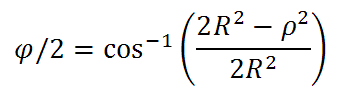 φ/2 = cos⁻¹((2R² − ρ²)/(2R²))